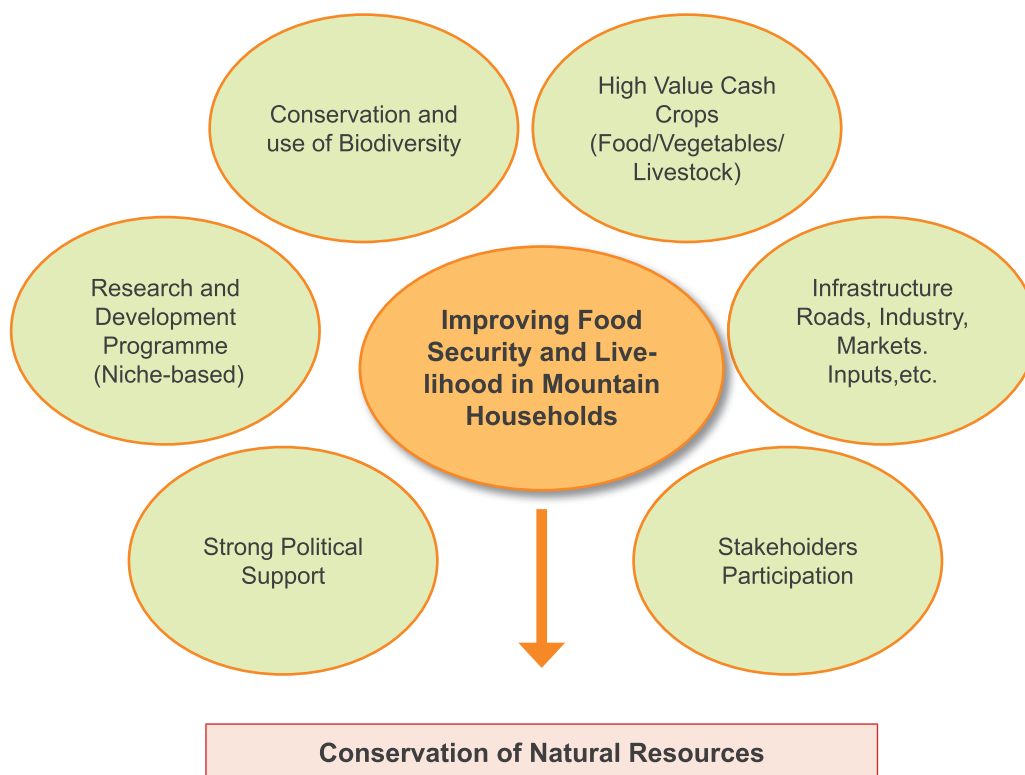 Conservation and
use of Biodiversity
High Value Cash
Crops
(Food/Vegetables/
Livestock)
Research and
Development
Programme
(Niche-based)
Improving Food
Security and Live-
lihood in Mountain
Households
Infrastructure
Roads, Industry,
Markets.
Inputs,etc.
Strong Political
Support
Stakehoiders
Participation
Conservation of Natural Resources